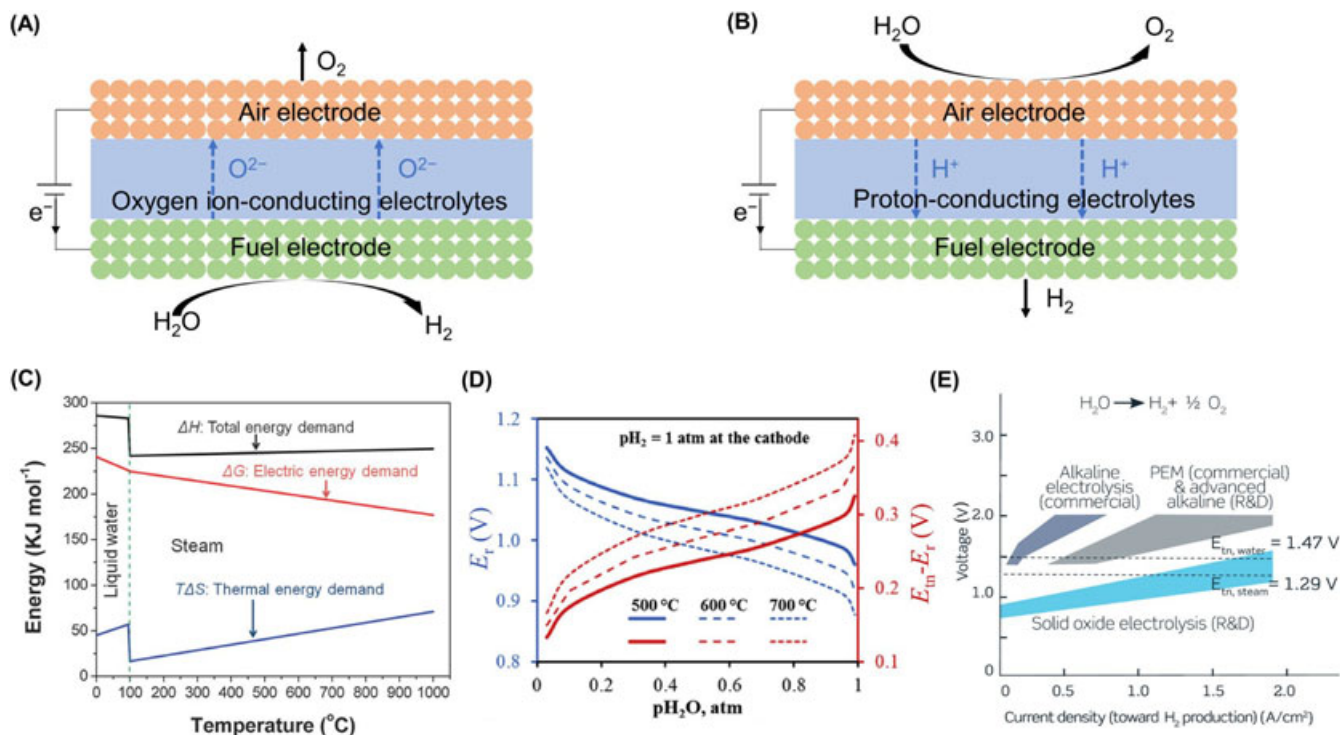 (A)
O₂
Air electrode
O²⁻ O²⁻
Oxygen ion-conducting electrolytes
e⁻
Fuel electrode
H₂O H₂
(B)
H₂O O₂
Air electrode
H⁺ H⁺
Proton-conducting electrolytes
e⁻
Fuel electrode
H₂
(C)
Energy (KJ mol⁻¹)
300
250
200
150
100
50
0
ΔH: Total energy demand
ΔG: Electric energy demand
Liquid water
Steam
TΔS: Thermal energy demand
0 100 200 300 400 500 600 700 800 900 1000
Temperature (°C)
(D)
Eᵣ (V)
1.2
1.1
1.0
0.9
0.8
pH₂ = 1 atm at the cathode
500 °C 600 °C 700 °C
0 0.2 0.4 0.6 0.8 1
pH₂O, atm
0.4
0.3
0.2
0.1
Eₜₙ-Eᵣ (V)
(E)
H₂O → H₂+ ½ O₂
Voltage (V)
3.0
2.0
1.0
0
Alkaline
electrolysis
(commercial)
PEM (commercial)
& advanced
alkaline (R&D)
E tn, water = 1.47 V
E tn, steam = 1.29 V
Solid oxide electrolysis (R&D)
0 0.5 1.0 1.5 2.0
Current density (toward H₂ production) (A/cm²)